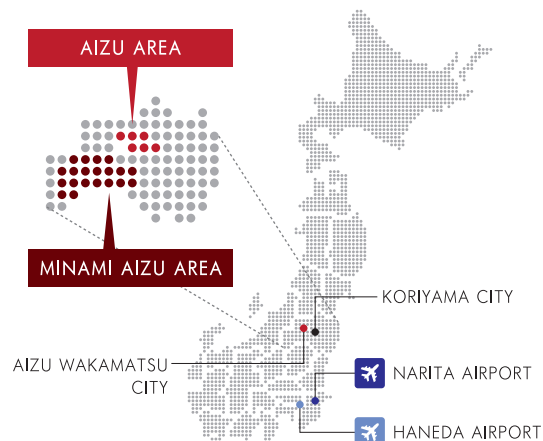 AIZU AREA
MINAMI AIZU AREA
KORIYAMA CITY
AIZU WAKAMATSU
CITY
NARITA AIRPORT
HANEDA AIRPORT